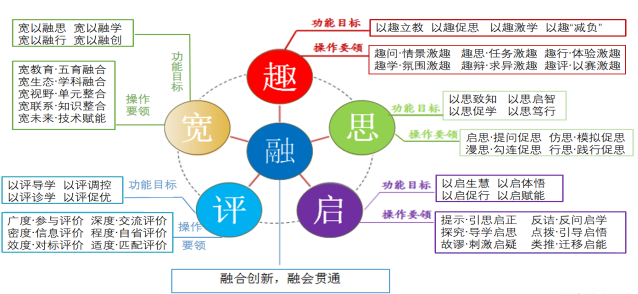 宽以融思 宽以融学
宽以融行 宽以融创
功能目标
宽教育·五育融合
宽生态·学科融合
宽视野·单元整合
宽联系·知识整合
宽未来·技术赋能
操作要领
宽
功能目标
以趣立教 以趣促思 以趣激学 以趣“减负”
操作要领
趣问·情景激趣 趣思·任务激趣 趣行·体验激趣
趣学·氛围激趣 趣辩·求异激趣 趣评·以赛激趣
趣
思
功能目标
以思致知 以思启智
以思促学 以思笃行
操作要领
启思·提问促思 仿思·模拟促思
漫思·勾连促思 行思·践行促思
融
评
功能目标
以评导学 以评调控
以评诊学 以评促优
操作要领
广度·参与评价 深度·交流评价
密度·信息评价 程度·自省评价
效度·对标评价 适度·匹配评价
启
功能目标
以启生慧 以启体悟
以启促行 以启赋能
操作要领
提示·引思启正 反诘·反问启学
探究·导学启思 点拨·引导启悟
故谬·刺激启疑 类推·迁移启能
融合创新，融会贯通